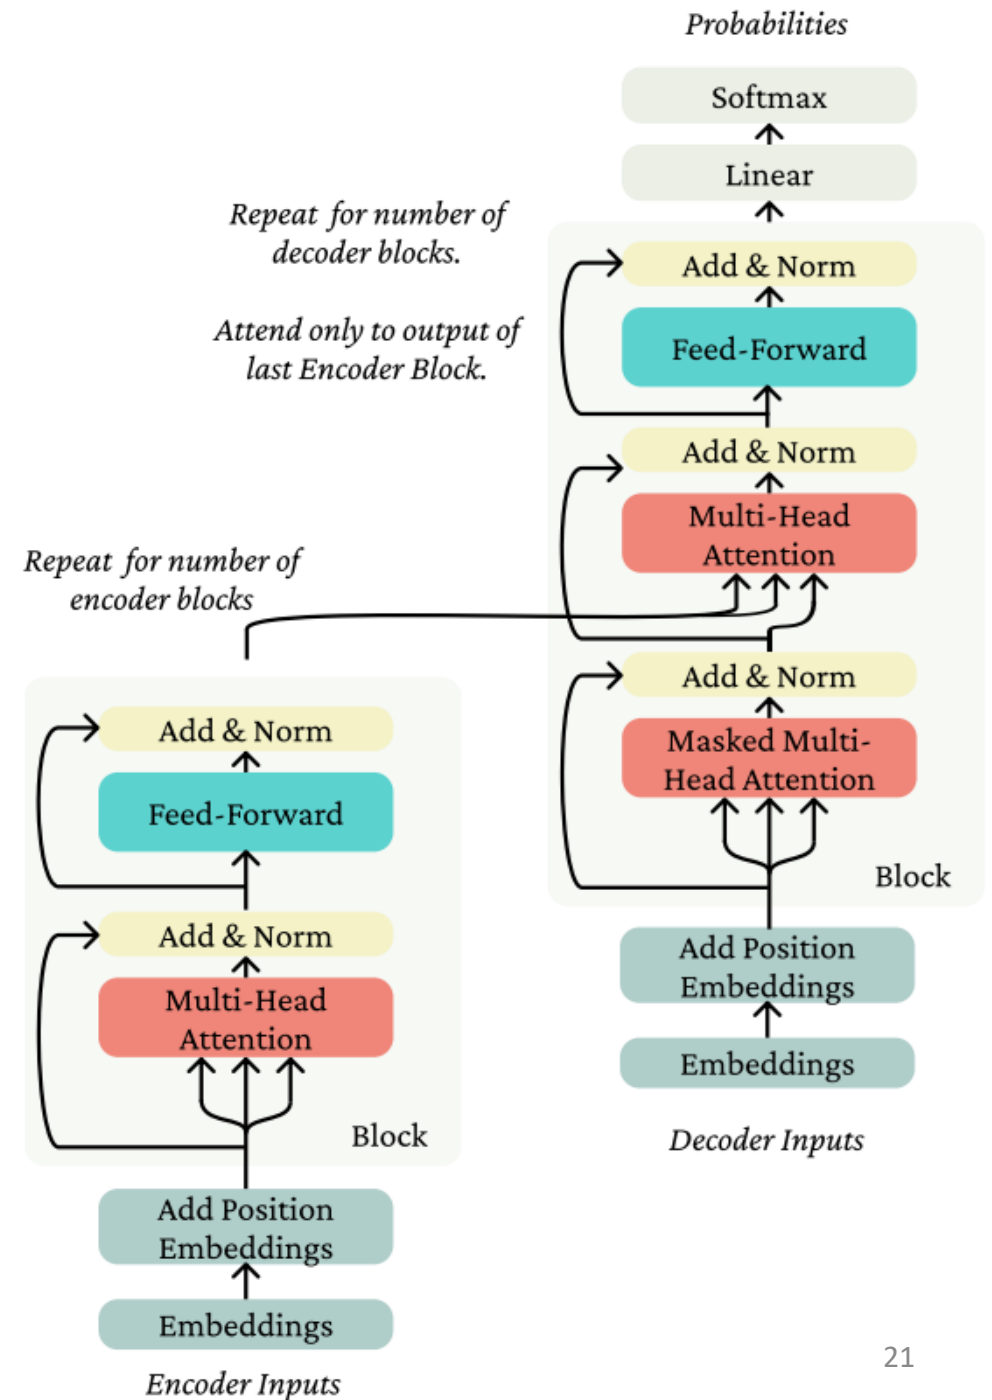 Probabilities
Softmax
Linear
Repeat for number of
decoder blocks.
Attend only to output of
last Encoder Block.
Add & Norm
Feed-Forward
Add & Norm
Multi-Head
Attention
Add & Norm
Masked Multi-
Head Attention
Block
Add Position
Embeddings
Embeddings
Decoder Inputs
Repeat for number of
encoder blocks
Add & Norm
Feed-Forward
Add & Norm
Multi-Head
Attention
Block
Add Position
Embeddings
Embeddings
Encoder Inputs
21